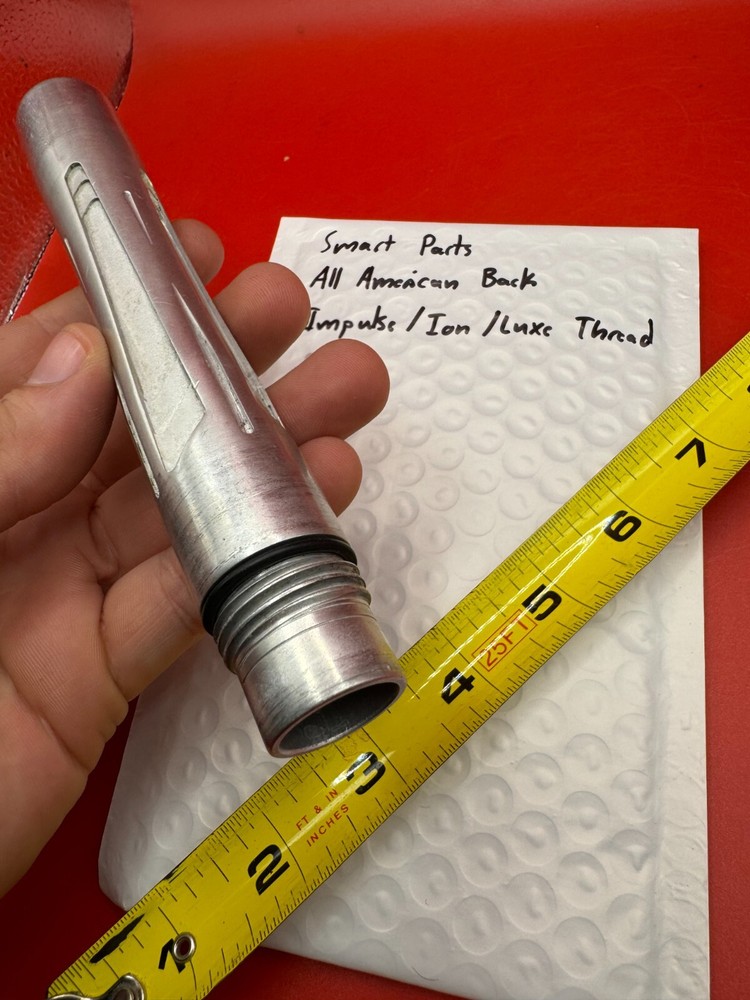 Smart Parts
All American Back
Impulse/Ion/Luxe Thread
7
6
5
25FT
4
3
FT & IN
INCHES
2
1